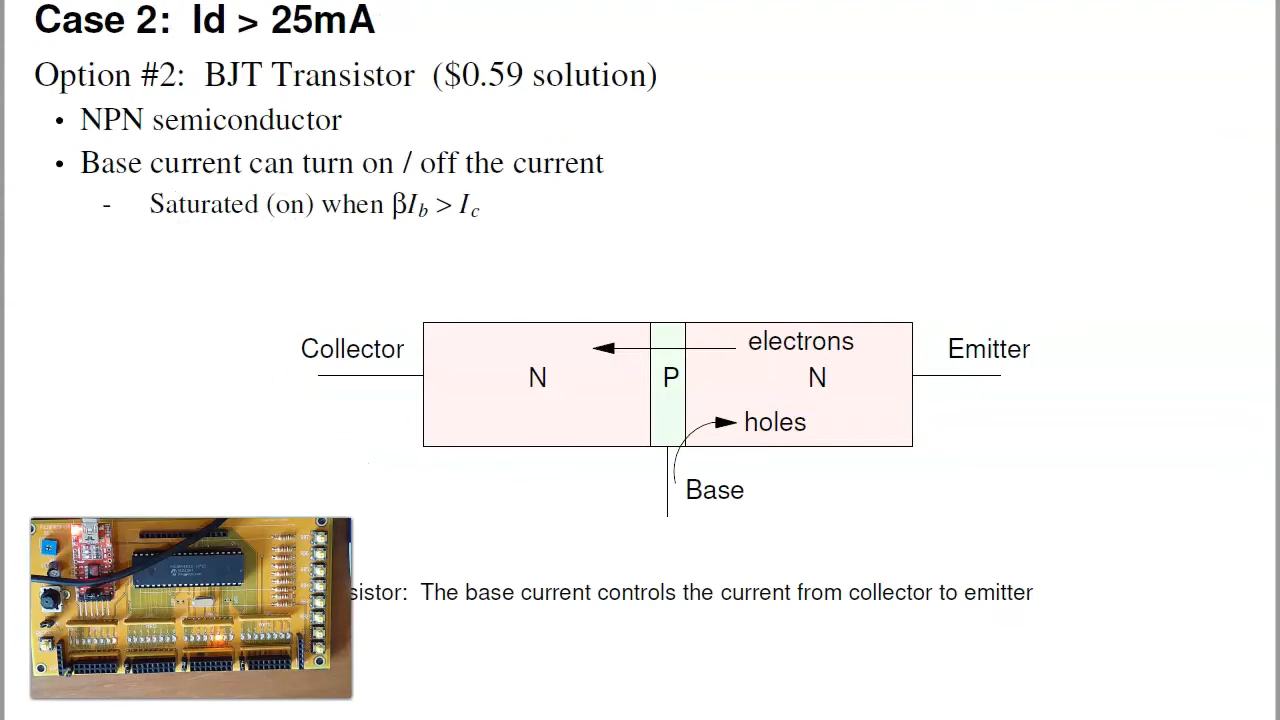 Case 2: Id > 25mA
Option #2: BJT Transistor ($0.59 solution)
• NPN semiconductor
• Base current can turn on / off the current
- Saturated (on) when βIb > Ic
Collector
electrons
Emitter
N
P
N
holes
Base
sistor: The base current controls the current from collector to emitter